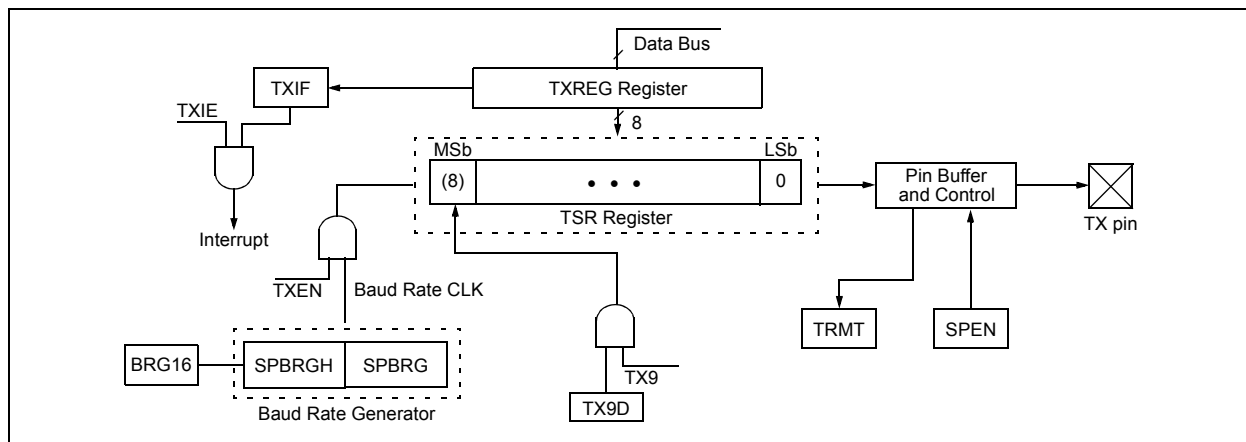 Data Bus
TXIF
TXREG Register
TXIE
8
MSb
LSb
(8)
• • •
0
Pin Buffer
and Control
TSR Register
TX pin
Interrupt
TXEN
Baud Rate CLK
TRMT
SPEN
BRG16
SPBRGH
SPBRG
TX9
TX9D
Baud Rate Generator